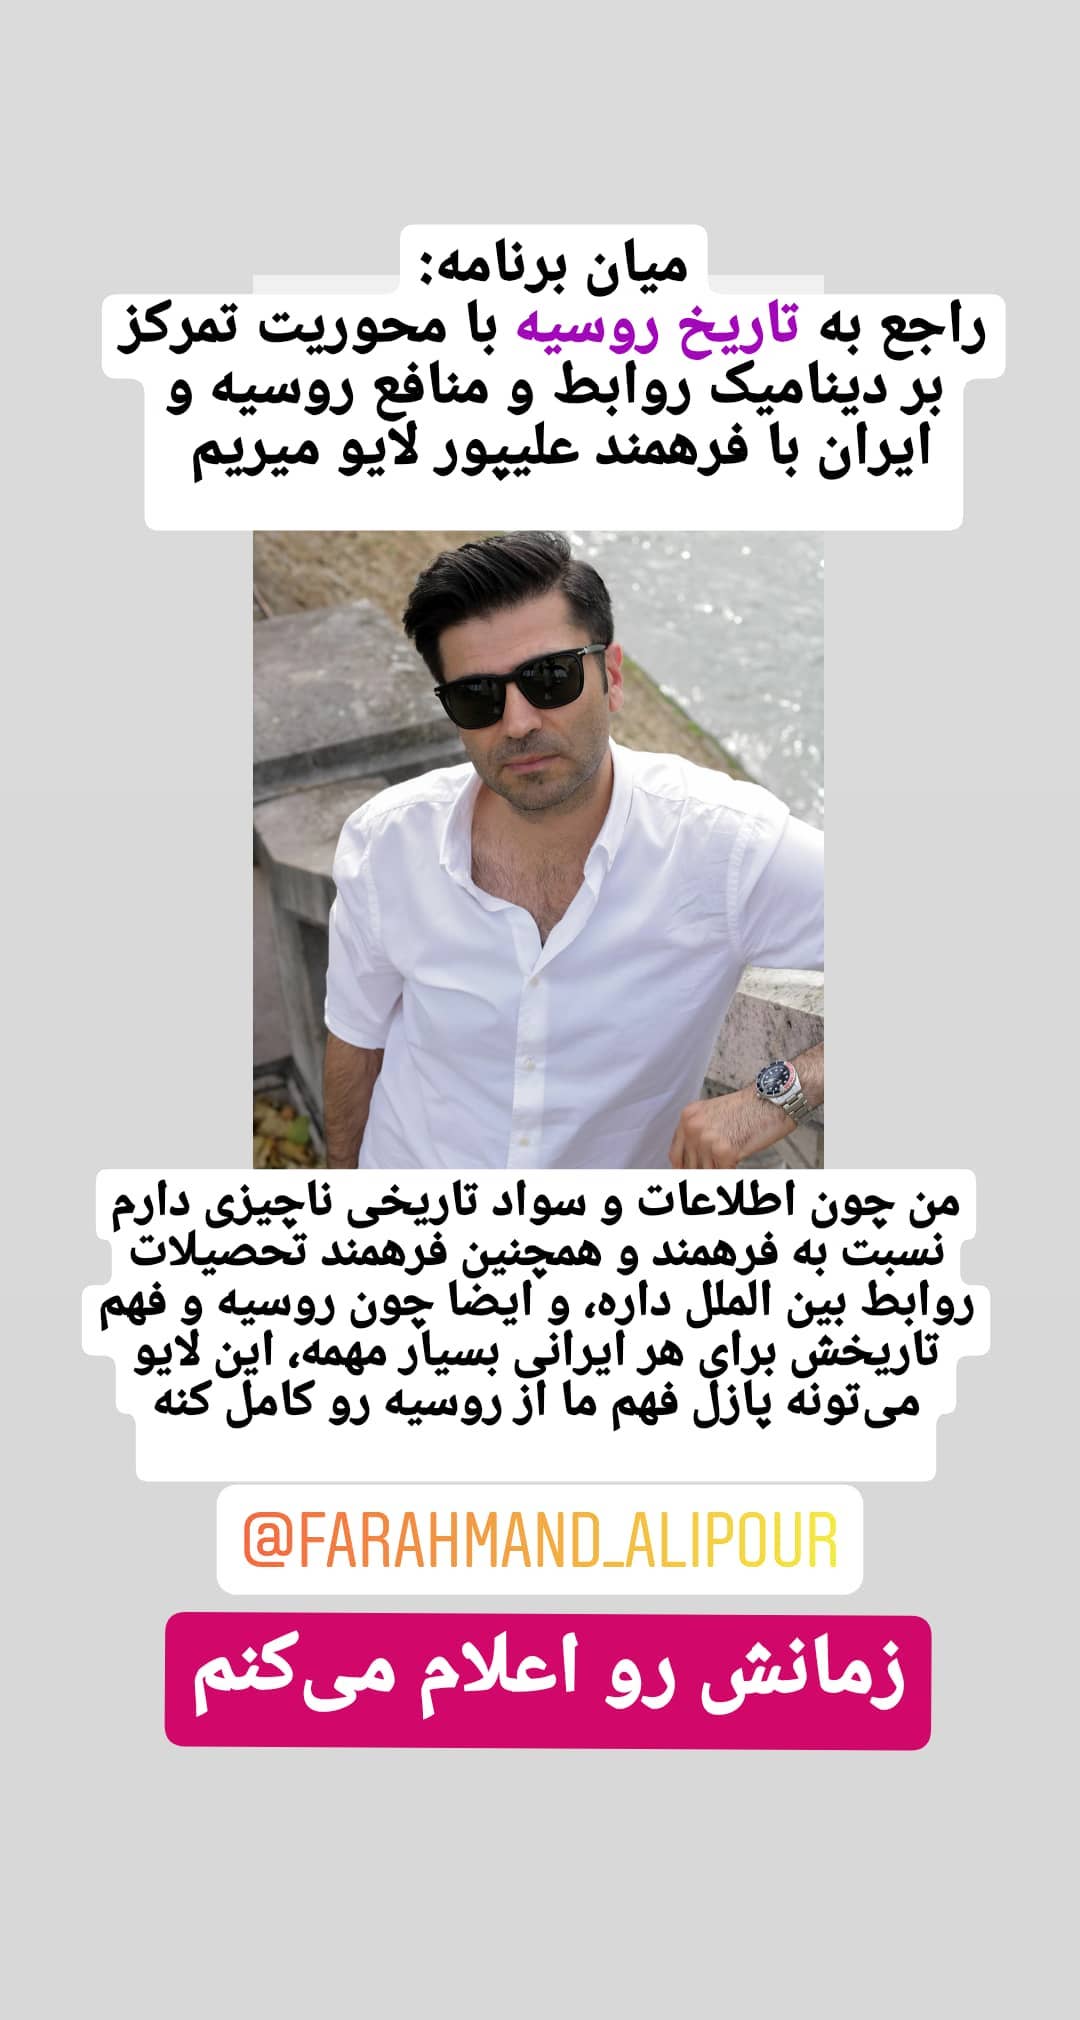 میان برنامه:
راجع به تاریخ روسیه با محوریت تمرکز
بر دینامیک روابط و منافع روسیه و
ایران با فرهمند علیپور لایو میریم
من چون اطلاعات و سواد تاریخی ناچیزی دارم
نسبت به فرهمند و همچنین فرهمند تحصیلات
روابط بین الملل داره، و ایضا چون روسیه و فهم
تاریخش برای هر ایرانی بسیار مهمه، این لایو
می‌تونه پازل فهم ما از روسیه رو کامل کنه
@FARAHMAND_ALIPOUR
زمانش رو اعلام می‌کنم